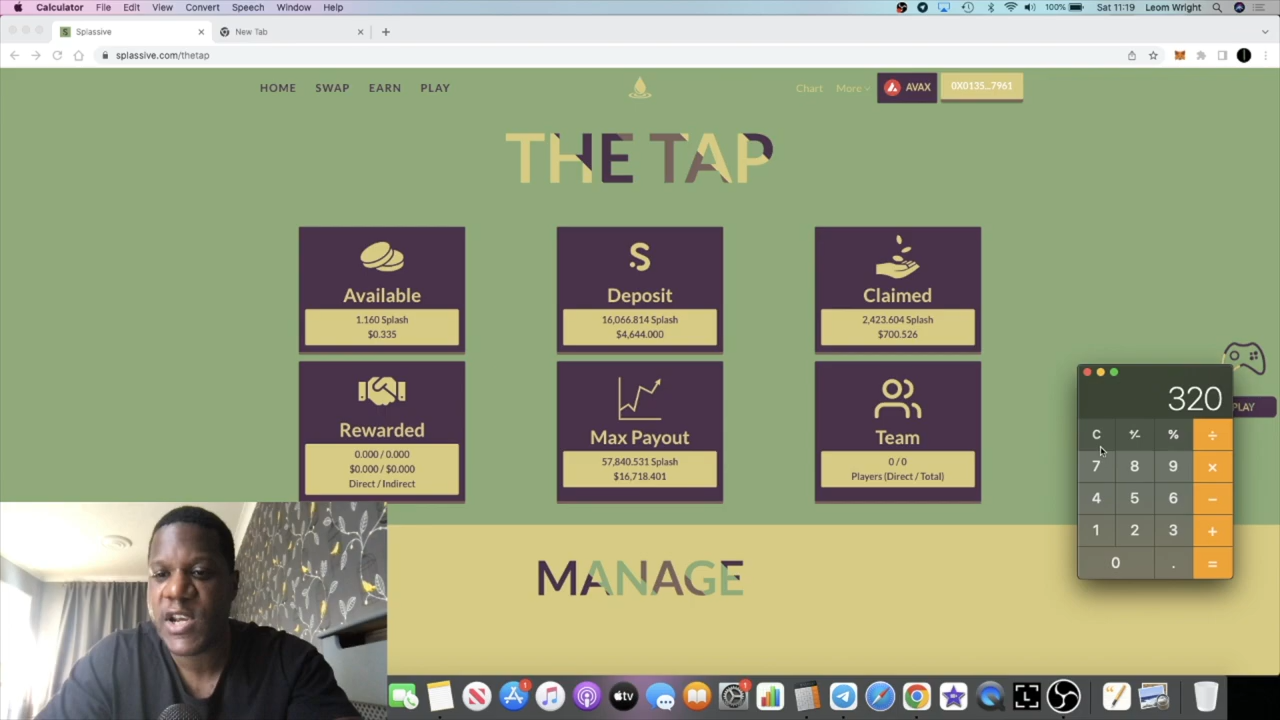 Calculator File Edit View Convert Speech Window Help 100% Sat 11:19 Leom Wright
Splassive New Tab
splassive.com/thetap
HOME SWAP EARN PLAY Chart More AVAX 0X0135...7961
THE TAP
Available
1.160 Splash
$0.335
Deposit
16,066.814 Splash
$4,644.000
Claimed
2,423.604 Splash
$700.526
Rewarded
0.000 / 0.000
$0.000 / $0.000
Direct / Indirect
Max Payout
57,840.531 Splash
$16,718.401
Team
0 / 0
Players (Direct / Total)
PLAY
320
C +/- % ÷
7 8 9 ×
4 5 6 −
1 2 3 +
0 . =
MANAGE
tv